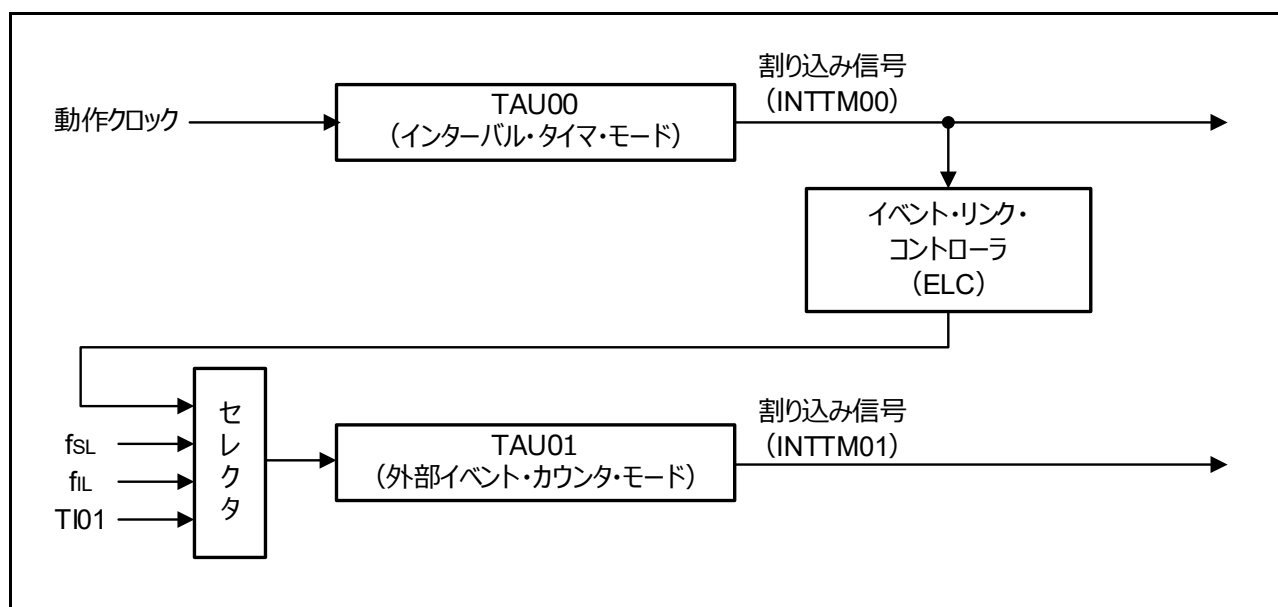 割り込み信号
（INTTM00）
動作クロック
TAU00
（インターバル・タイマ・モード）
イベント・リンク・
コントローラ
（ELC）
セレクタ
fSL
fIL
TI01
TAU01
（外部イベント・カウンタ・モード）
割り込み信号
（INTTM01）